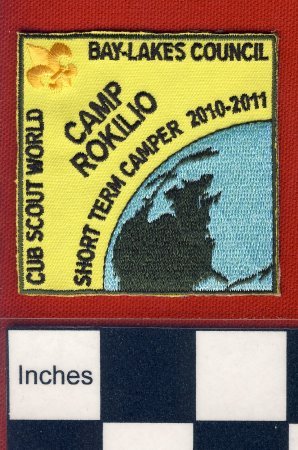 BAY-LAKES COUNCIL
CUB SCOUT WORLD
CAMP
ROKILIO
SHORT TERM CAMPER 2010-2011
Inches